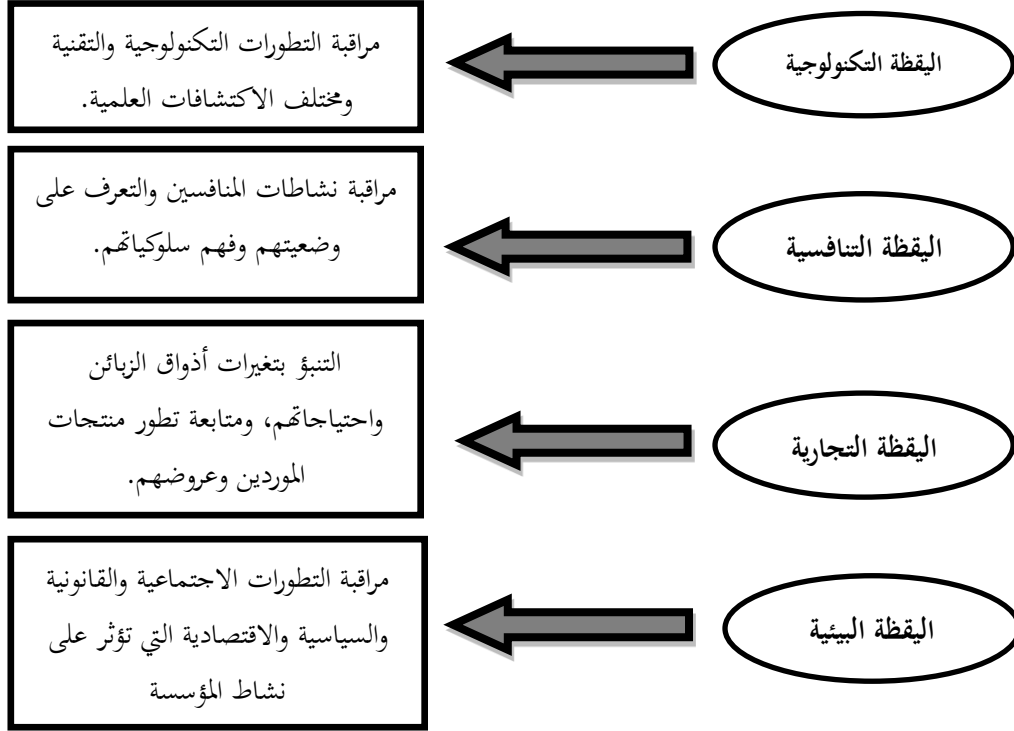 اليقظة التكنولوجية
مراقبة التطورات التكنولوجية والتقنية
ومختلف الاكتشافات العلمية.
اليقظة التنافسية
مراقبة نشاطات المنافسين والتعرف على
وضعيتهم وفهم سلوكياتهم.
اليقظة التجارية
التنبؤ بتغيرات أذواق الزبائن
واحتياجاتهم، ومتابعة تطور منتجات
الموردين وعروضهم.
اليقظة البيئية
مراقبة التطورات الاجتماعية والقانونية
والسياسية والاقتصادية التي تؤثر على
نشاط المؤسسة